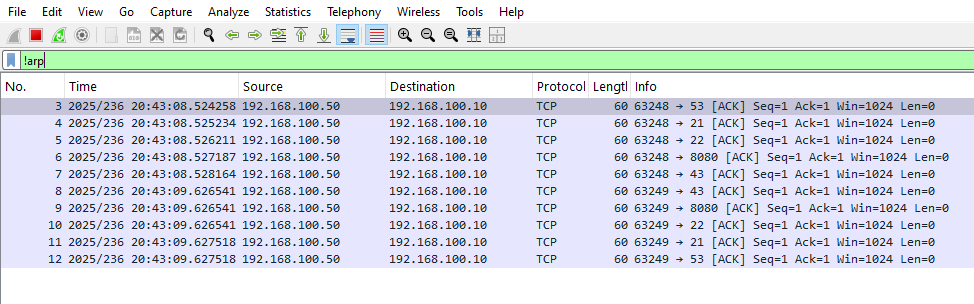 File Edit View Go Capture Analyze Statistics Telephony Wireless Tools Help
!arp
No. Time Source Destination Protocol Lengtl Info
3 2025/236 20:43:08.524258 192.168.100.50 192.168.100.10 TCP 60 63248 → 53 [ACK] Seq=1 Ack=1 Win=1024 Len=0
4 2025/236 20:43:08.525234 192.168.100.50 192.168.100.10 TCP 60 63248 → 21 [ACK] Seq=1 Ack=1 Win=1024 Len=0
5 2025/236 20:43:08.526211 192.168.100.50 192.168.100.10 TCP 60 63248 → 22 [ACK] Seq=1 Ack=1 Win=1024 Len=0
6 2025/236 20:43:08.527187 192.168.100.50 192.168.100.10 TCP 60 63248 → 8080 [ACK] Seq=1 Ack=1 Win=1024 Len=0
7 2025/236 20:43:08.528164 192.168.100.50 192.168.100.10 TCP 60 63248 → 43 [ACK] Seq=1 Ack=1 Win=1024 Len=0
8 2025/236 20:43:09.626541 192.168.100.50 192.168.100.10 TCP 60 63249 → 43 [ACK] Seq=1 Ack=1 Win=1024 Len=0
9 2025/236 20:43:09.626541 192.168.100.50 192.168.100.10 TCP 60 63249 → 8080 [ACK] Seq=1 Ack=1 Win=1024 Len=0
10 2025/236 20:43:09.626541 192.168.100.50 192.168.100.10 TCP 60 63249 → 22 [ACK] Seq=1 Ack=1 Win=1024 Len=0
11 2025/236 20:43:09.627518 192.168.100.50 192.168.100.10 TCP 60 63249 → 21 [ACK] Seq=1 Ack=1 Win=1024 Len=0
12 2025/236 20:43:09.627518 192.168.100.50 192.168.100.10 TCP 60 63249 → 53 [ACK] Seq=1 Ack=1 Win=1024 Len=0